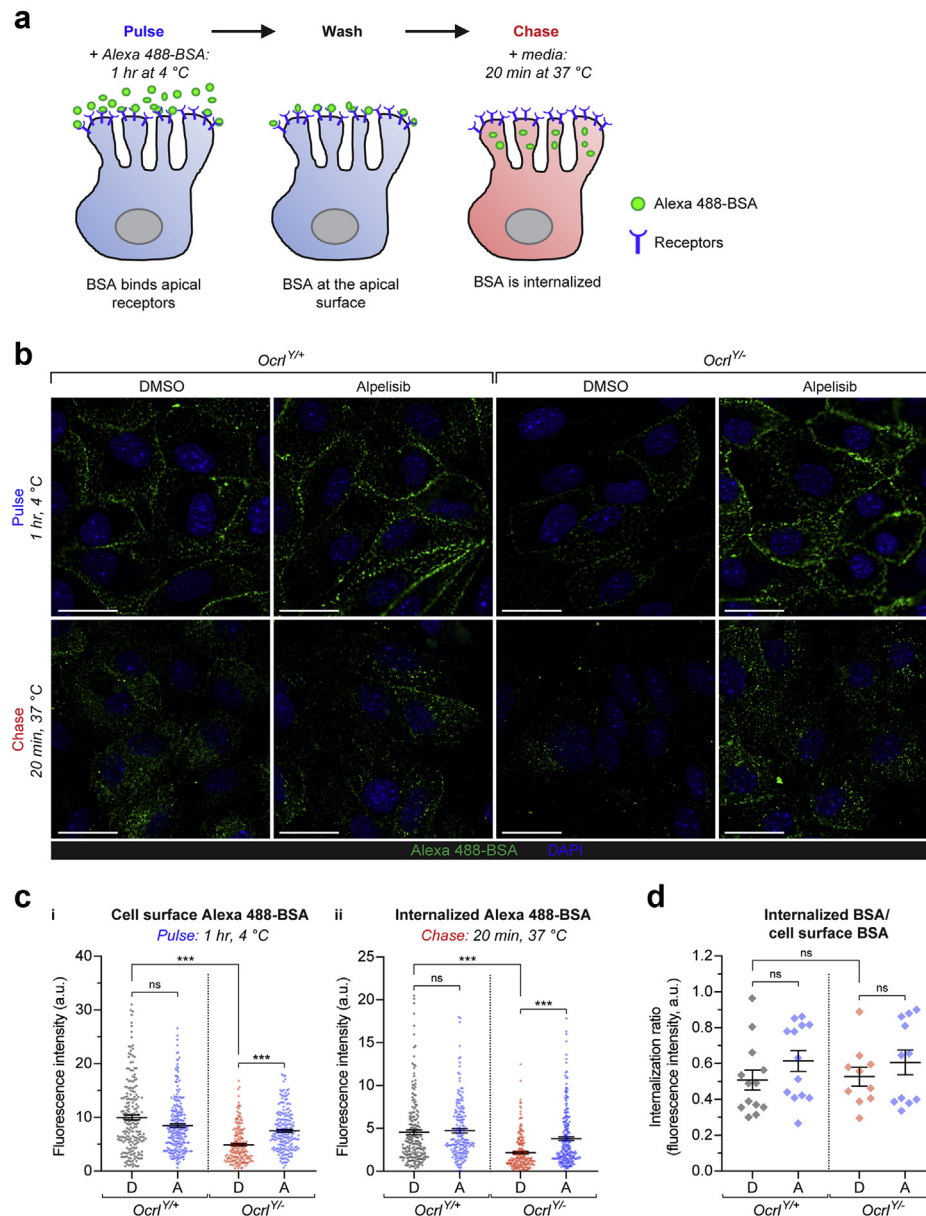 a
Pulse
Wash
Chase
+ Alexa 488-BSA:
1 hr at 4 °C
+ media:
20 min at 37 °C
Alexa 488-BSA
Receptors
BSA binds apical
receptors
BSA at the apical
surface
BSA is internalized
b
Ocrl Y/+
Ocrl Y/-
DMSO
Alpelisib
DMSO
Alpelisib
Pulse
1 hr, 4 °C
Chase
20 min, 37 °C
Alexa 488-BSA DAPI
c
i
Cell surface Alexa 488-BSA
Pulse: 1 hr, 4 °C
Fluorescence intensity (a.u.)
40
30
20
10
0
***
ns
***
D
A
D
A
Ocrl Y/+
Ocrl Y/-
ii
Internalized Alexa 488-BSA
Chase: 20 min, 37 °C
Fluorescence intensity (a.u.)
25
20
15
10
5
0
***
ns
***
D
A
D
A
Ocrl Y/+
Ocrl Y/-
d
Internalized BSA/
cell surface BSA
Internalization ratio
(fluorescence intensity, a.u.)
1.2
1.0
0.8
0.6
0.4
0.2
0.0
ns
ns
ns
D
A
D
A
Ocrl Y/+
Ocrl Y/-